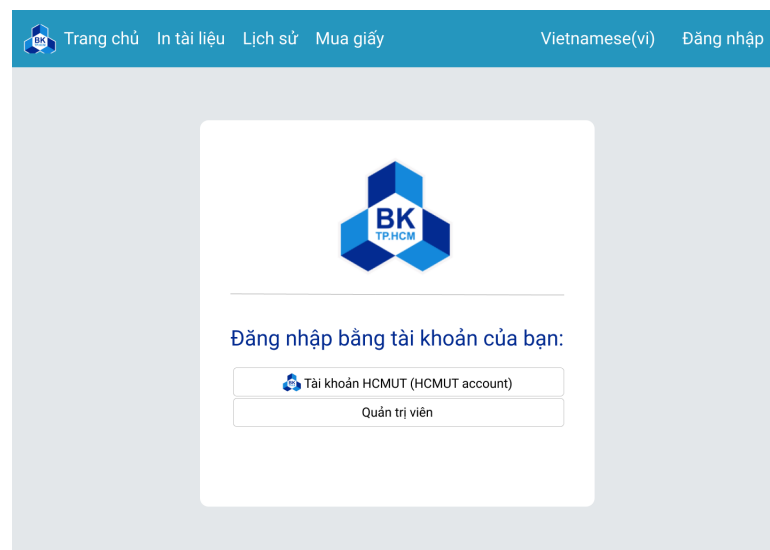 BK Trang chủ In tài liệu Lịch sử Mua giấy Vietnamese(vi) Đăng nhập
BK
TP.HCM
Đăng nhập bằng tài khoản của bạn:
BK Tài khoản HCMUT (HCMUT account)
Quản trị viên